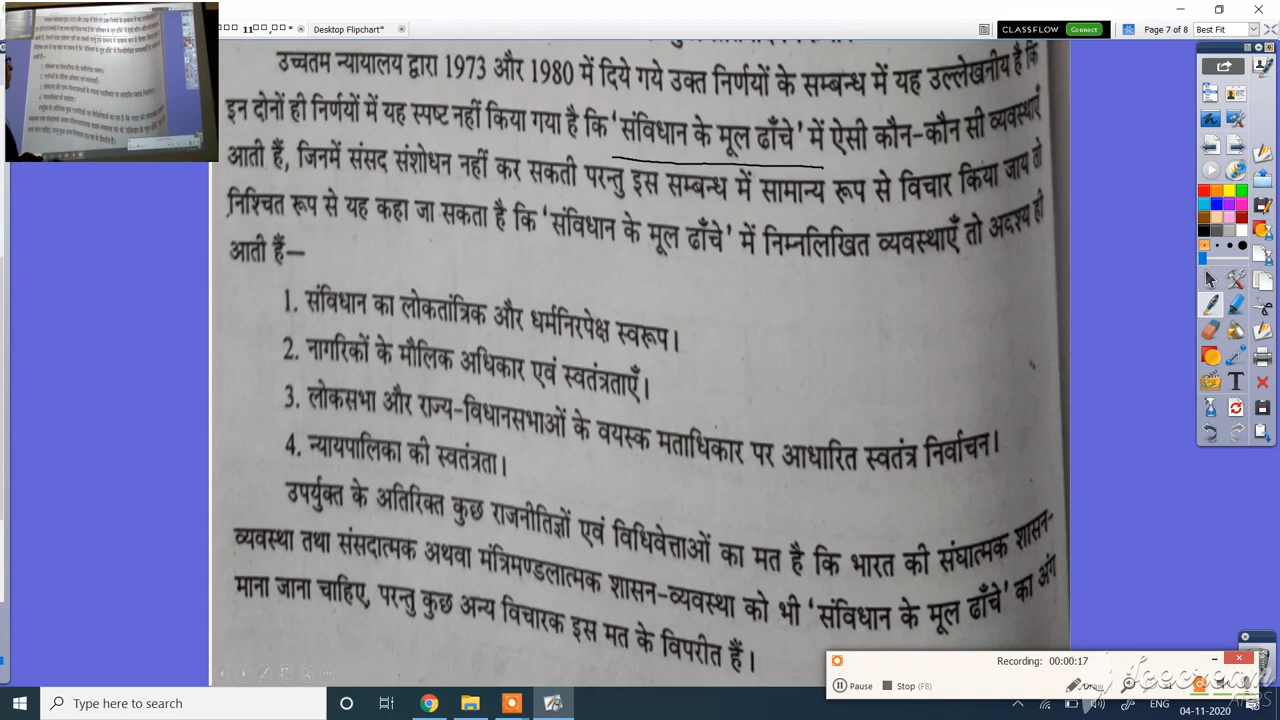 11
Desktop Flipchart*
CLASSFLOW
Connect
Page 7 of 8
Best Fit
उच्चतम न्यायालय द्वारा 1973 और 1980 में दिये गये उक्त निर्णयों के सम्बन्ध में यह उल्लेखनीय है कि
इन दोनों ही निर्णयों में यह स्पष्ट नहीं किया गया है कि 'संविधान के मूल ढाँचे' में ऐसी कौन-कौन सी व्यवस्थाएँ
आती हैं, जिनमें संसद संशोधन नहीं कर सकती परन्तु इस सम्बन्ध में सामान्य रूप से विचार किया जाय तो
निश्चित रूप से यह कहा जा सकता है कि 'संविधान के मूल ढाँचे' में निम्नलिखित व्यवस्थाएँ तो अवश्य ही
आती हैं—
1. संविधान का लोकतांत्रिक और धर्मनिरपेक्ष स्वरूप।
2. नागरिकों के मौलिक अधिकार एवं स्वतंत्रताएँ।
3. लोकसभा और राज्य-विधानसभाओं के वयस्क मताधिकार पर आधारित स्वतंत्र निर्वाचन।
4. न्यायपालिका की स्वतंत्रता।
उपर्युक्त के अतिरिक्त कुछ राजनीतिज्ञों एवं विधिवेत्ताओं का मत है कि भारत की संघात्मक शासन-
व्यवस्था तथा संसदात्मक अथवा मंत्रिमण्डलात्मक शासन-व्यवस्था को भी 'संविधान के मूल ढाँचे' का अंग
माना जाना चाहिए, परन्तु कुछ अन्य विचारक इस मत के विपरीत हैं।
Recording: 00:00:17
Pause
Stop (F8)
Draw
Icecream
APPS
Type here to search
ENG
04-11-2020